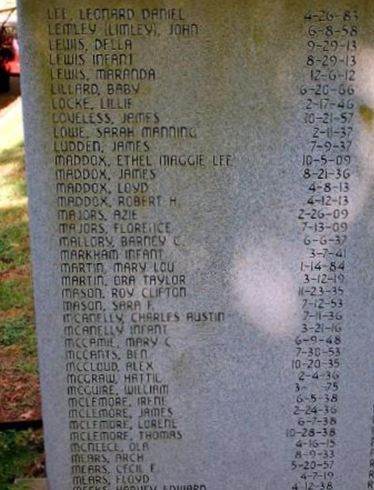 LEE, LEONARD DANIEL 4-26-83
LEMLEY (LIMLEY), JOHN 6-8-58
LEWIS, DELLA 9-29-13
LEWIS INFANT 8-29-13
LEWIS, MARANDA 12-6-12
LILLARD, BABY 6-20-66
LOCKE, LILLIE 2-17-46
LOVELESS, JAMES 10-21-57
LOWE, SARAH MANNING 2-11-37
LUDDEN, JAMES 7-9-37
MADDOX, ETHEL MAGGIE LEE 10-5-09
MADDOX, JAMES 8-21-36
MADDOX, LOYD 4-8-13
MADDOX, ROBERT H. 4-12-13
MAJORS, AZIE 2-26-09
MAJORS, FLORENCE 7-13-09
MALLORY, BARNEY C. 6-6-37
MARKHAM INFANT 3-7-41
MARTIN, MARY LOU 1-14-84
MARTIN, ORA TAYLOR 3-12-19
MASON, ROY CLIFTON 11-23-35
MASON, SARA F. 7-12-53
MCANELLY, CHARLES AUSTIN 7-11-36
MCANELLY INFANT 3-21-16
MCCAMIE, MARY C. 6-9-48
MCCANTS, BEN 7-30-53
MCCLOUD, ALEX 10-20-35
MCGRAW, HATTIE 2-4-36
MCGUIRE, WILLIAM 3- -75
MCLEMORE, IRENE 6-5-38
MCLEMORE, JAMES 2-24-36
MCLEMORE, LORENE 6-7-38
MCLEMORE, THOMAS 10-28-38
MCNEECE, OLA 4-16-15
MEARS, ARCH 8-9-33
MEARS, CECIL E. 5-20-57
MEARS, FLOYD 4-7-19
MEEKS, HARVEY EDWARD 4-12-38